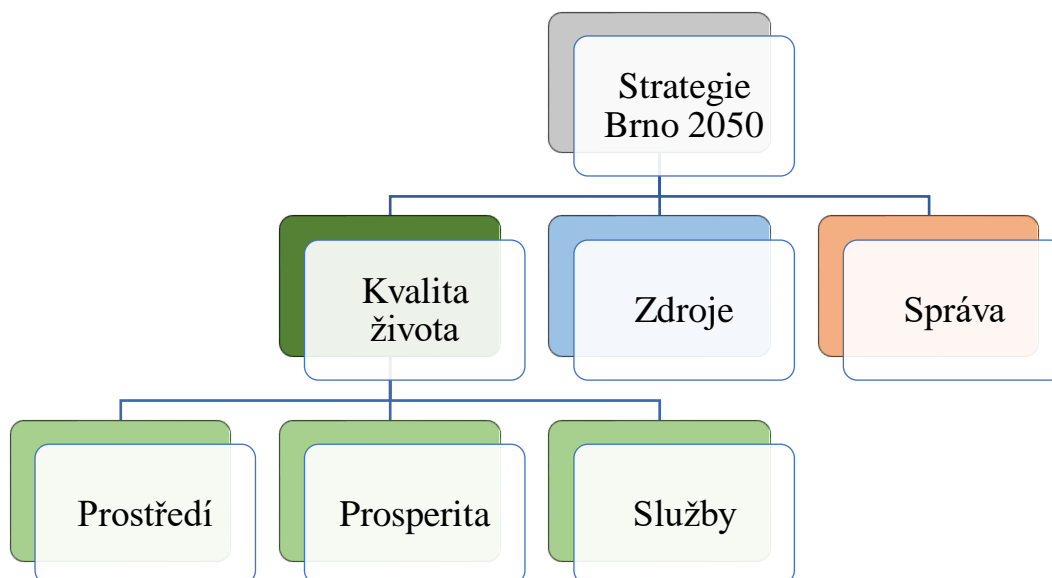 Strategie
Brno 2050
Kvalita
života
Zdroje
Správa
Prostředí
Prosperita
Služby